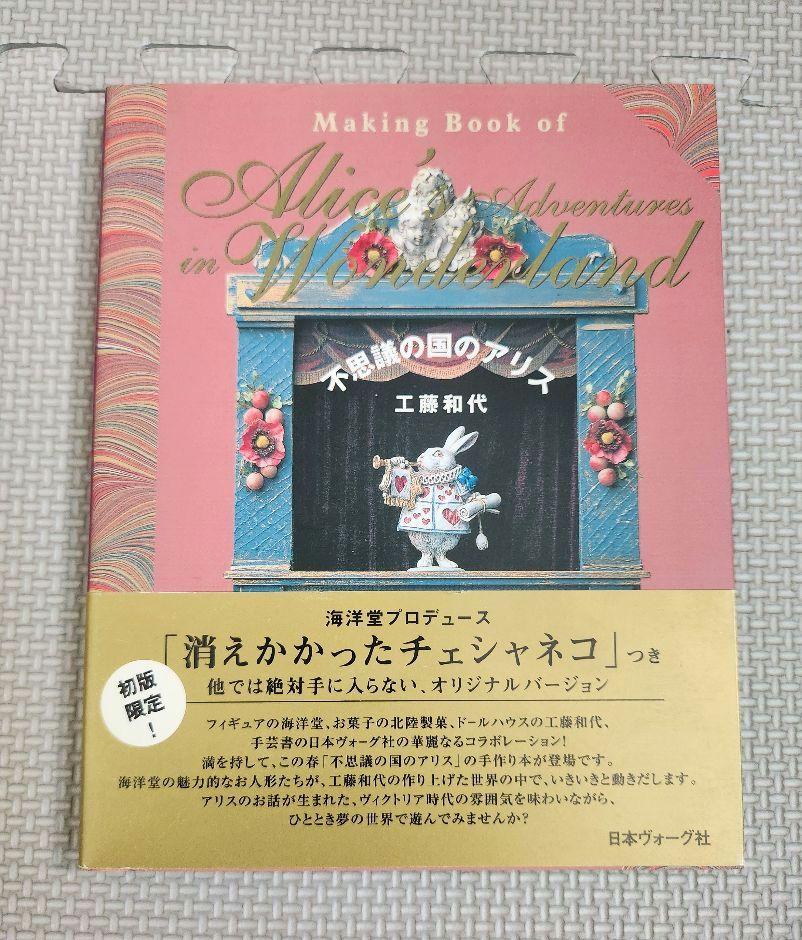 Making Book of
Alice's Adventures
in Wonderland
不思議の国のアリス
工藤和代
海洋堂プロデュース
「消えかかったチェシャネコ」つき
他では絶対手に入らない、オリジナルバージョン
初版
限定!
フィギュアの海洋堂、お菓子の北陸製菓、ドールハウスの工藤和代、
手芸書の日本ヴォーグ社の華麗なるコラボレーション!
満を持して、この春「不思議の国のアリス」の手作り本が登場です。
海洋堂の魅力的なお人形たちが、工藤和代の作り上げた世界の中で、いきいきと動きだします。
アリスのお話が生まれた、ヴィクトリア時代の雰囲気を味わいながら、
ひととき夢の世界で遊んでみませんか?
日本ヴォーグ社